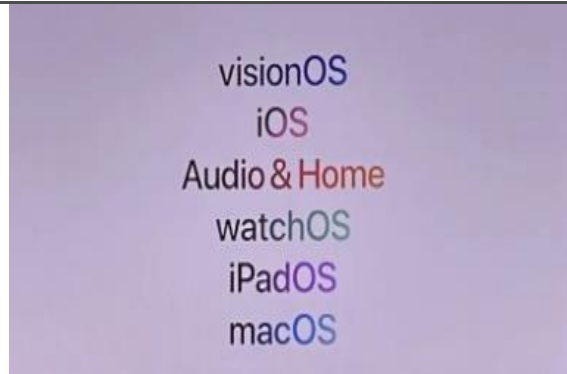 visionOS
iOS
Audio & Home
watchOS
iPadOS
macOS